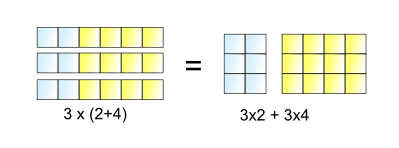 =
3 x (2+4)
3x2 + 3x4